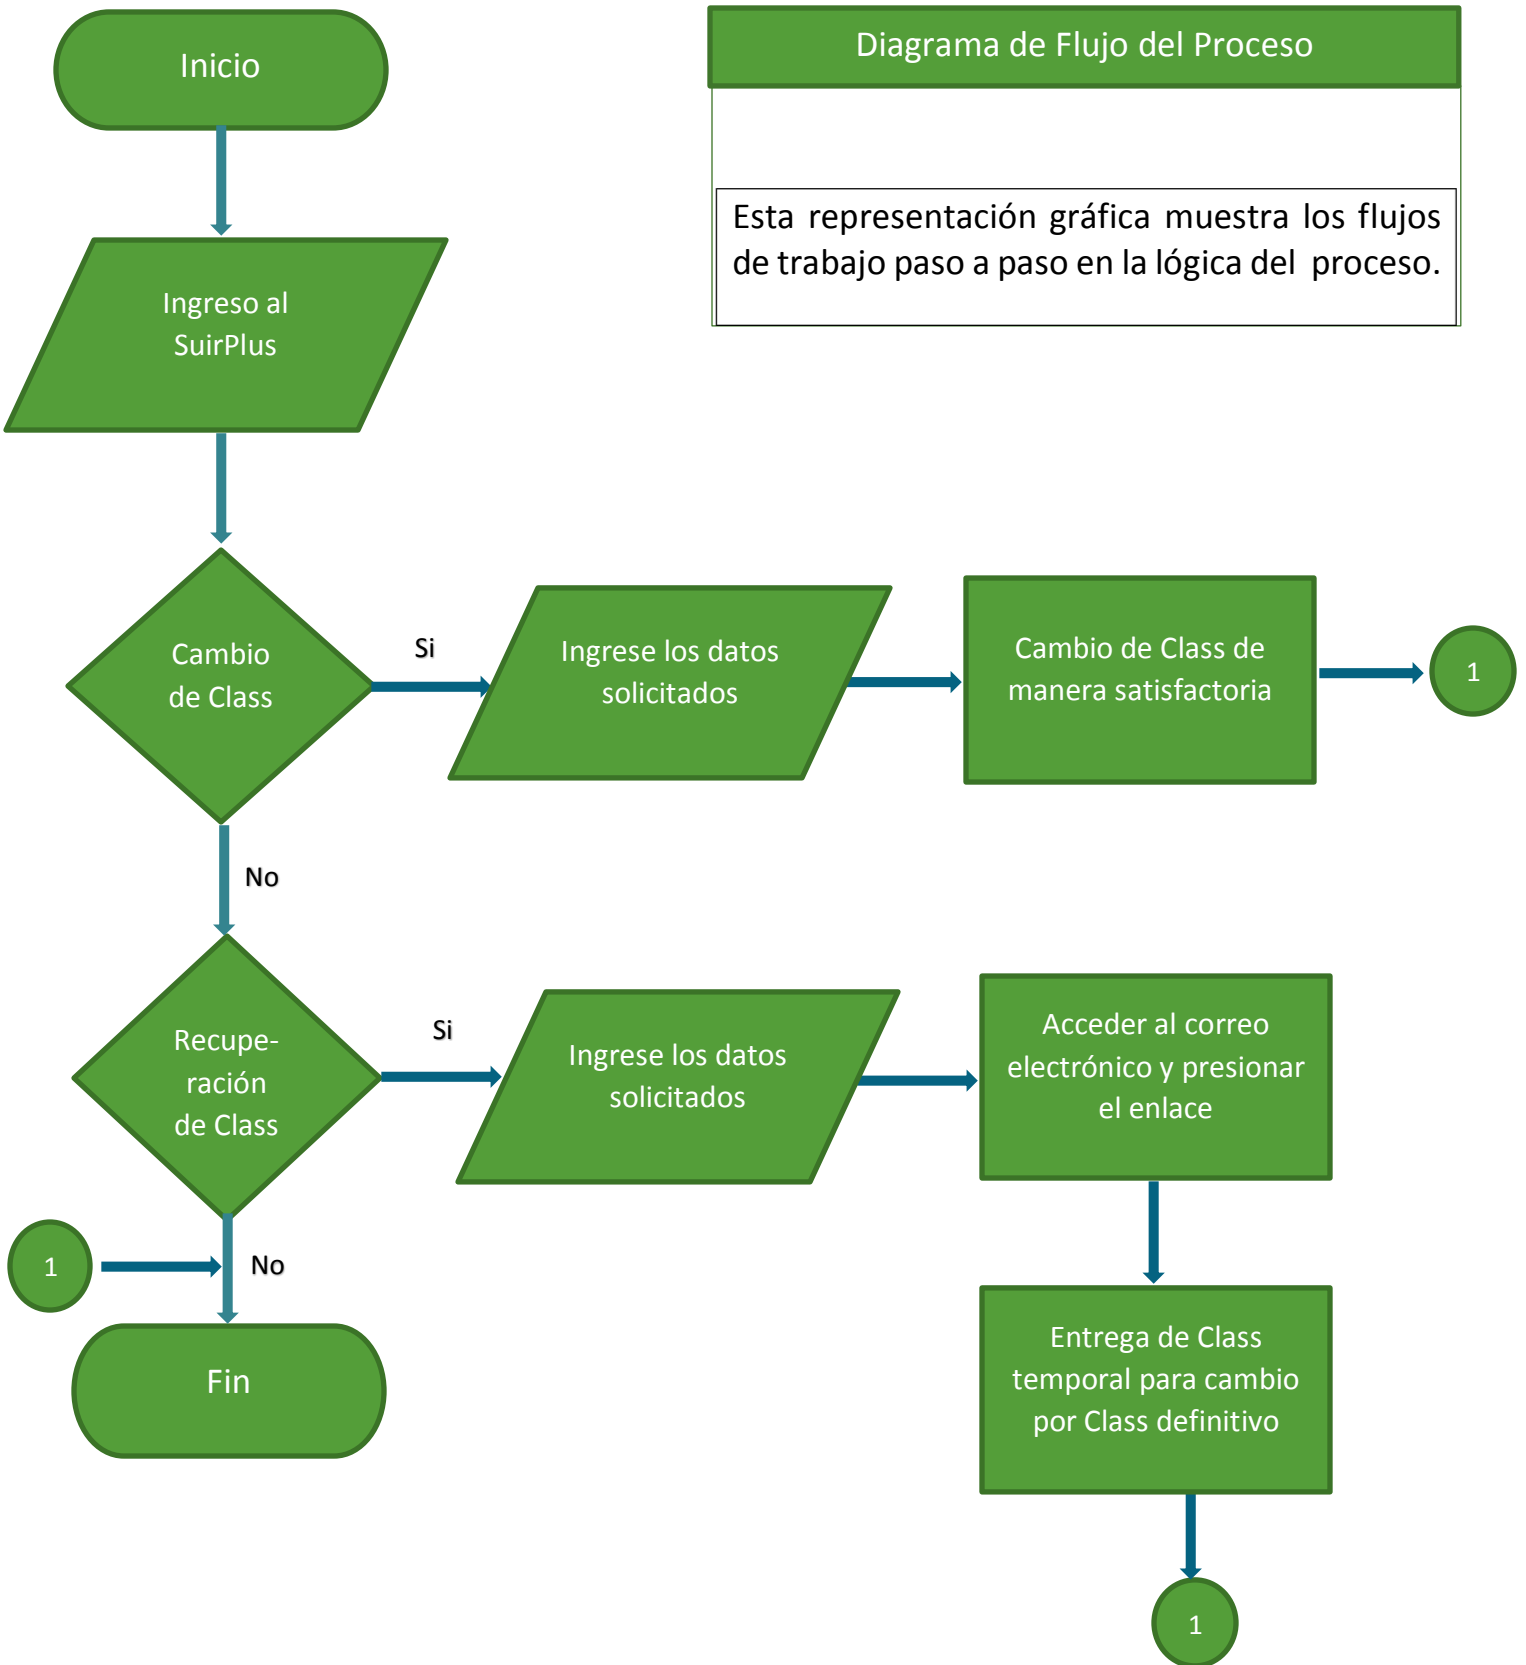 Inicio
Diagrama de Flujo del Proceso
Esta representación gráfica muestra los flujos
de trabajo paso a paso en la lógica del proceso.
Ingreso al
SuirPlus
Cambio
de Class
Si
Ingrese los datos
solicitados
Cambio de Class de
manera satisfactoria
1
No
Recupe-
ración
de Class
Si
Ingrese los datos
solicitados
Acceder al correo
electrónico y presionar
el enlace
1
No
Fin
Entrega de Class
temporal para cambio
por Class definitivo
1